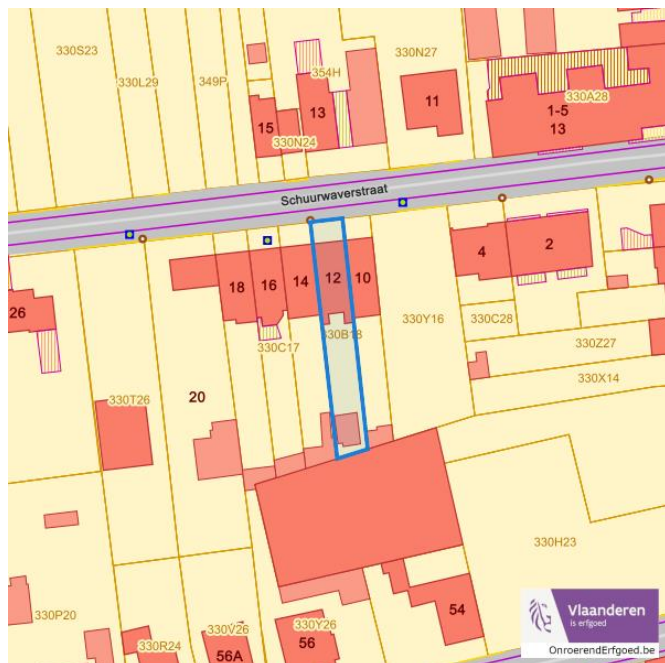 330S23
330L29
349P
354H
330N27
330A28
1-5
13
15
13
11
330N24
Schuurwaverstraat
4
2
18
16
14
12
10
26
330Y16
330C28
330C17
330B18
330Z27
330X14
330T26
20
330H23
330P20
330R24
330V26
56A
330Y26
56
54
Vlaanderen
is erfgoed
OnroerendErfgoed.be